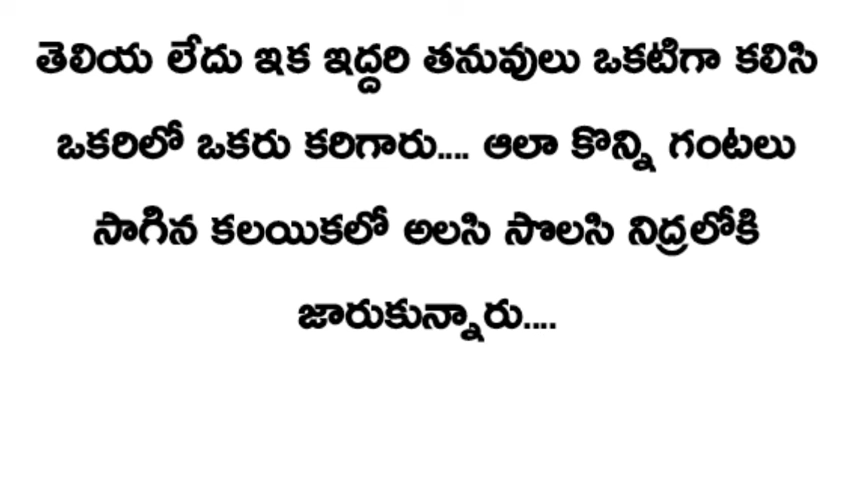 తెలియ లేదు ఇక ఇద్దరి తనువులు ఒకటిగా కలిసి
ఒకరిలో ఒకరు కరిగారు.... ఆలా కొన్ని గంటలు
సాగిన కలయికలో అలసి సొలసి నిద్రలోకి
జారుకున్నారు....